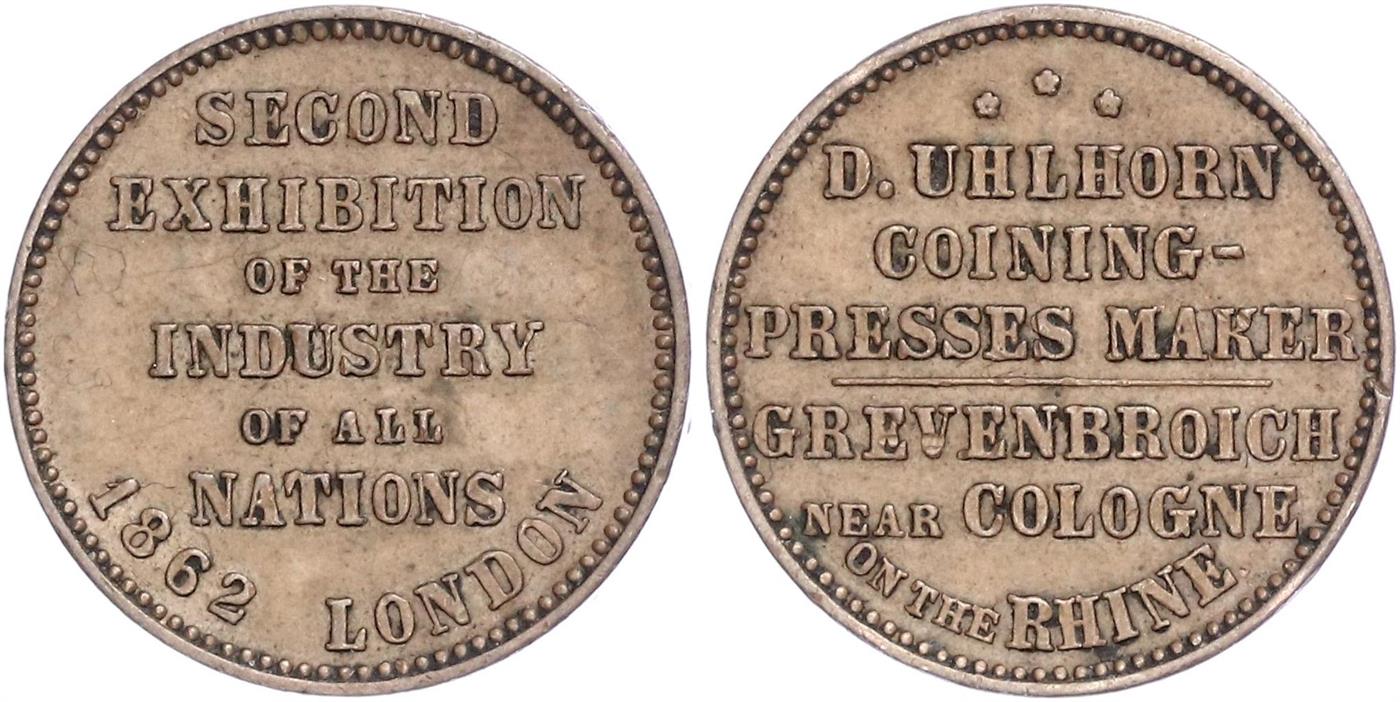 SECOND
EXHIBITION
OF THE
INDUSTRY
OF ALL
NATIONS
1862 LONDON
D. UHLHORN
COINING-
PRESSES MAKER
GREVENBROICH
NEAR COLOGNE
ON THE RHINE